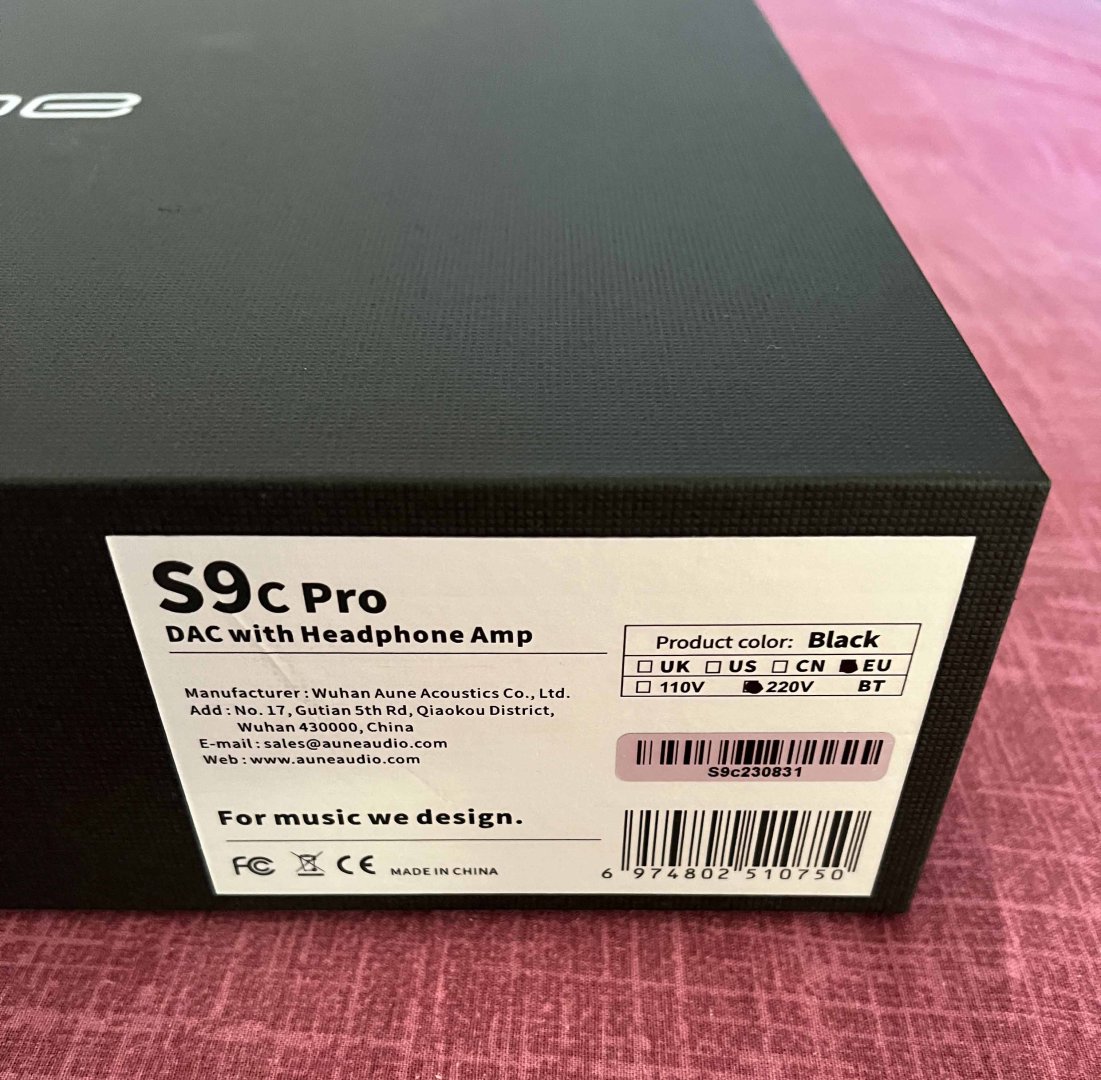 S9c Pro
DAC with Headphone Amp
Manufacturer : Wuhan Aune Acoustics Co., Ltd.
Add : No. 17, Gutian 5th Rd, Qiaokou District,
Wuhan 430000, China
E-mail : sales@auneaudio.com
Web : www.auneaudio.com
For music we design.
FC CE MADE IN CHINA
Product color: Black
UK US CN EU
110V 220V BT
S9c230831
6 974802 510750